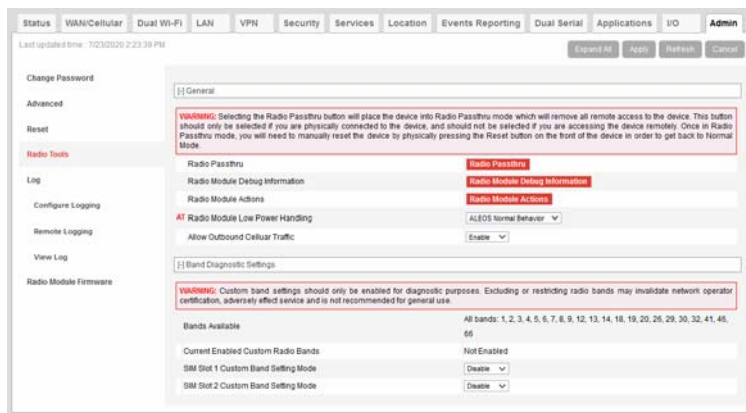 Status WAN/Cellular Dual Wi-Fi LAN VPN Security Services Location Events Reporting Dual Serial Applications I/O Admin
Last updated time : 7/23/2020 2:23:39 PM
Expand All Apply Refresh Cancel
Change Password
Advanced
Reset
Radio Tools
Log
Configure Logging
Remote Logging
View Log
Radio Module Firmware
[-] General
WARNING: Selecting the Radio Passthru button will place the device into Radio Passthru mode which will remove all remote access to the device. This button
should only be selected if you are physically connected to the device, and should not be selected if you are accessing the device remotely. Once in Radio
Passthru mode, you will need to manually reset the device by physically pressing the Reset button on the front of the device in order to get back to Normal
Mode.
Radio Passthru Radio Passthru
Radio Module Debug Information Radio Module Debug Information
Radio Module Actions Radio Module Actions
AT Radio Module Low Power Handling ALEOS Normal Behavior
Allow Outbound Celluar Traffic Enable
[-] Band Diagnostic Settings
WARNING: Custom band settings should only be enabled for diagnostic purposes. Excluding or restricting radio bands may invalidate network operator
certification, adversely effect service and is not recommended for general use.
Bands Available All bands: 1, 2, 3, 4, 5, 6, 7, 8, 9, 12, 13, 14, 18, 19, 20, 26, 29, 30, 32, 41, 46,
66
Current Enabled Custom Radio Bands Not Enabled
SIM Slot 1 Custom Band Setting Mode Disable
SIM Slot 2 Custom Band Setting Mode Disable